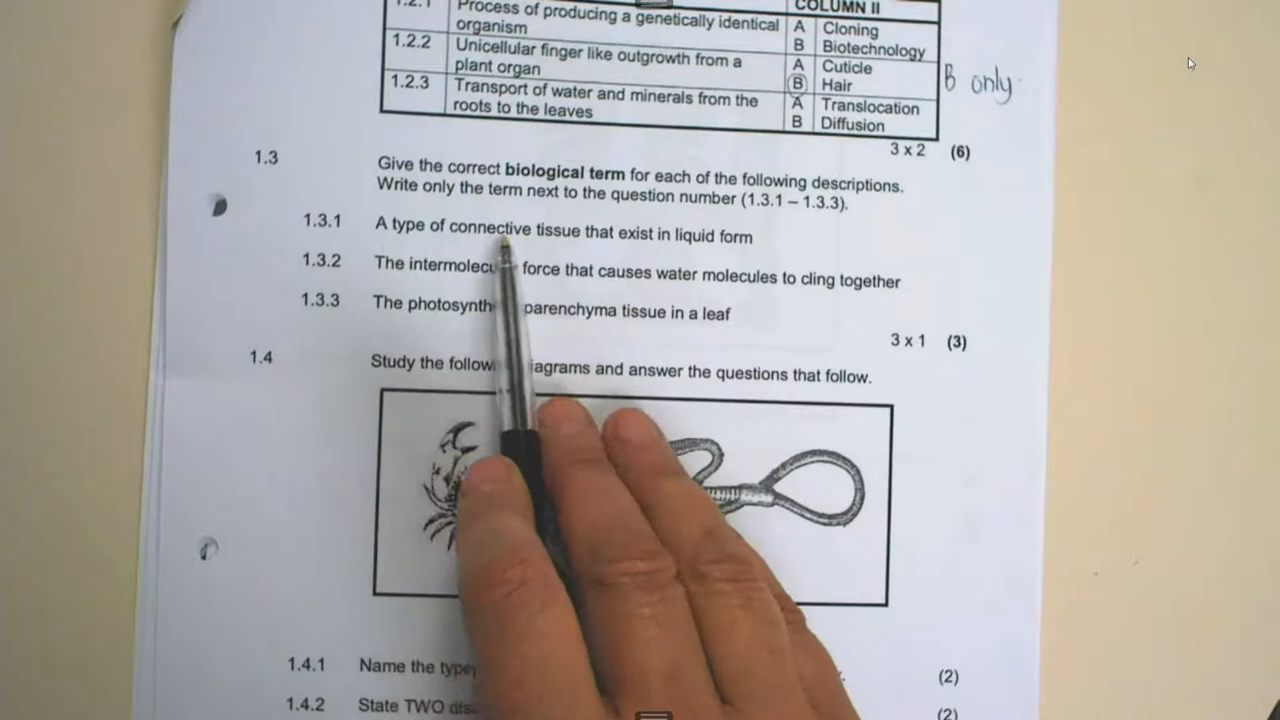 COLUMN II
1.2.1 Process of producing a genetically identical organism A Cloning
B Biotechnology
1.2.2 Unicellular finger like outgrowth from a plant organ A Cuticle
B Hair
B only
1.2.3 Transport of water and minerals from the roots to the leaves A Translocation
B Diffusion
3 x 2 (6)
1.3 Give the correct biological term for each of the following descriptions.
Write only the term next to the question number (1.3.1 – 1.3.3).
1.3.1 A type of connective tissue that exist in liquid form
1.3.2 The force that causes water molecules to cling together
1.3.3 The parenchyma tissue in a leaf
3 x 1 (3)
1.4 Study the and answer the questions that follow.
1.4.1 Name the (2)
1.4.2 State TWO (2)